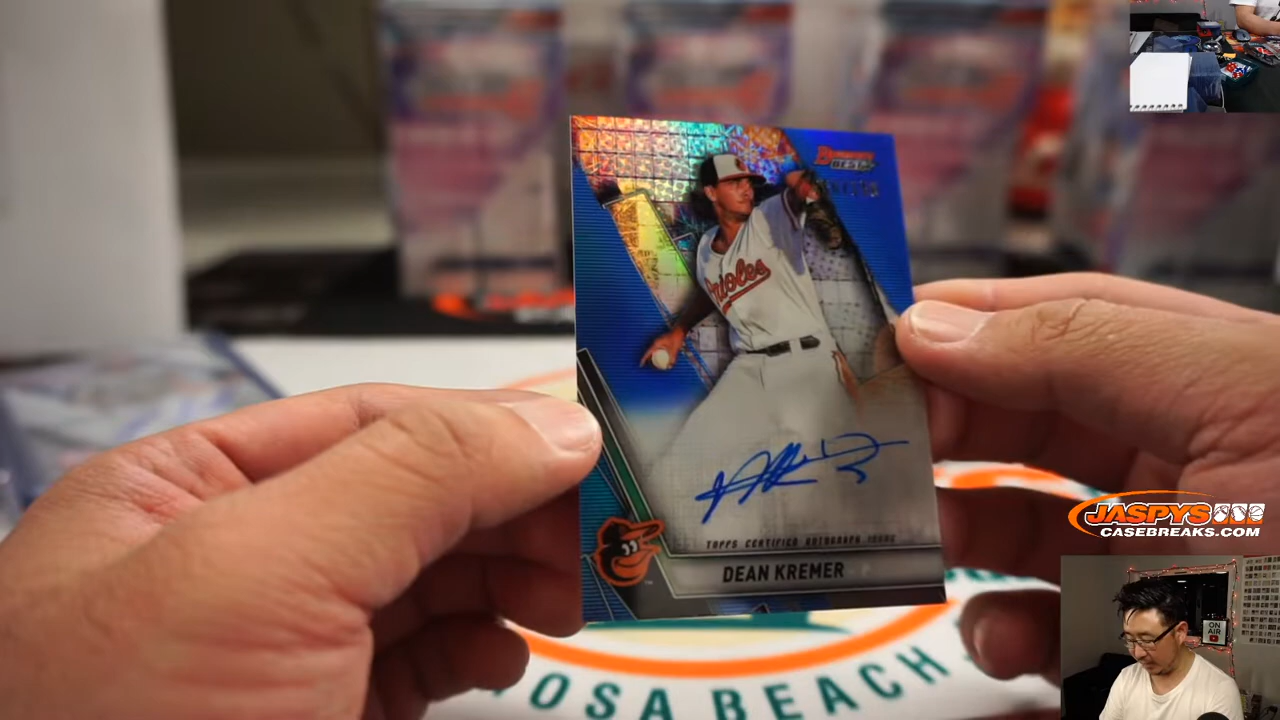 BOWMAN'S
BEST
Orioles
TOPPS CERTIFIED AUTOGRAPH ISSUE
DEAN KREMER
JASPYS
CASEBREAKS.COM
ON
AIR
OSA BEACH